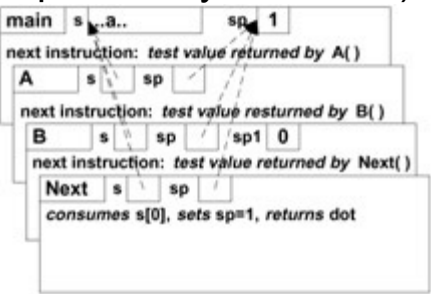 main s ..a.. sp 1
next instruction: test value returned by A( )
A s sp
next instruction: test value resturned by B( )
B s sp sp1 0
next instruction: test value returned by Next( )
Next s sp
consumes s[0], sets sp=1, returns dot